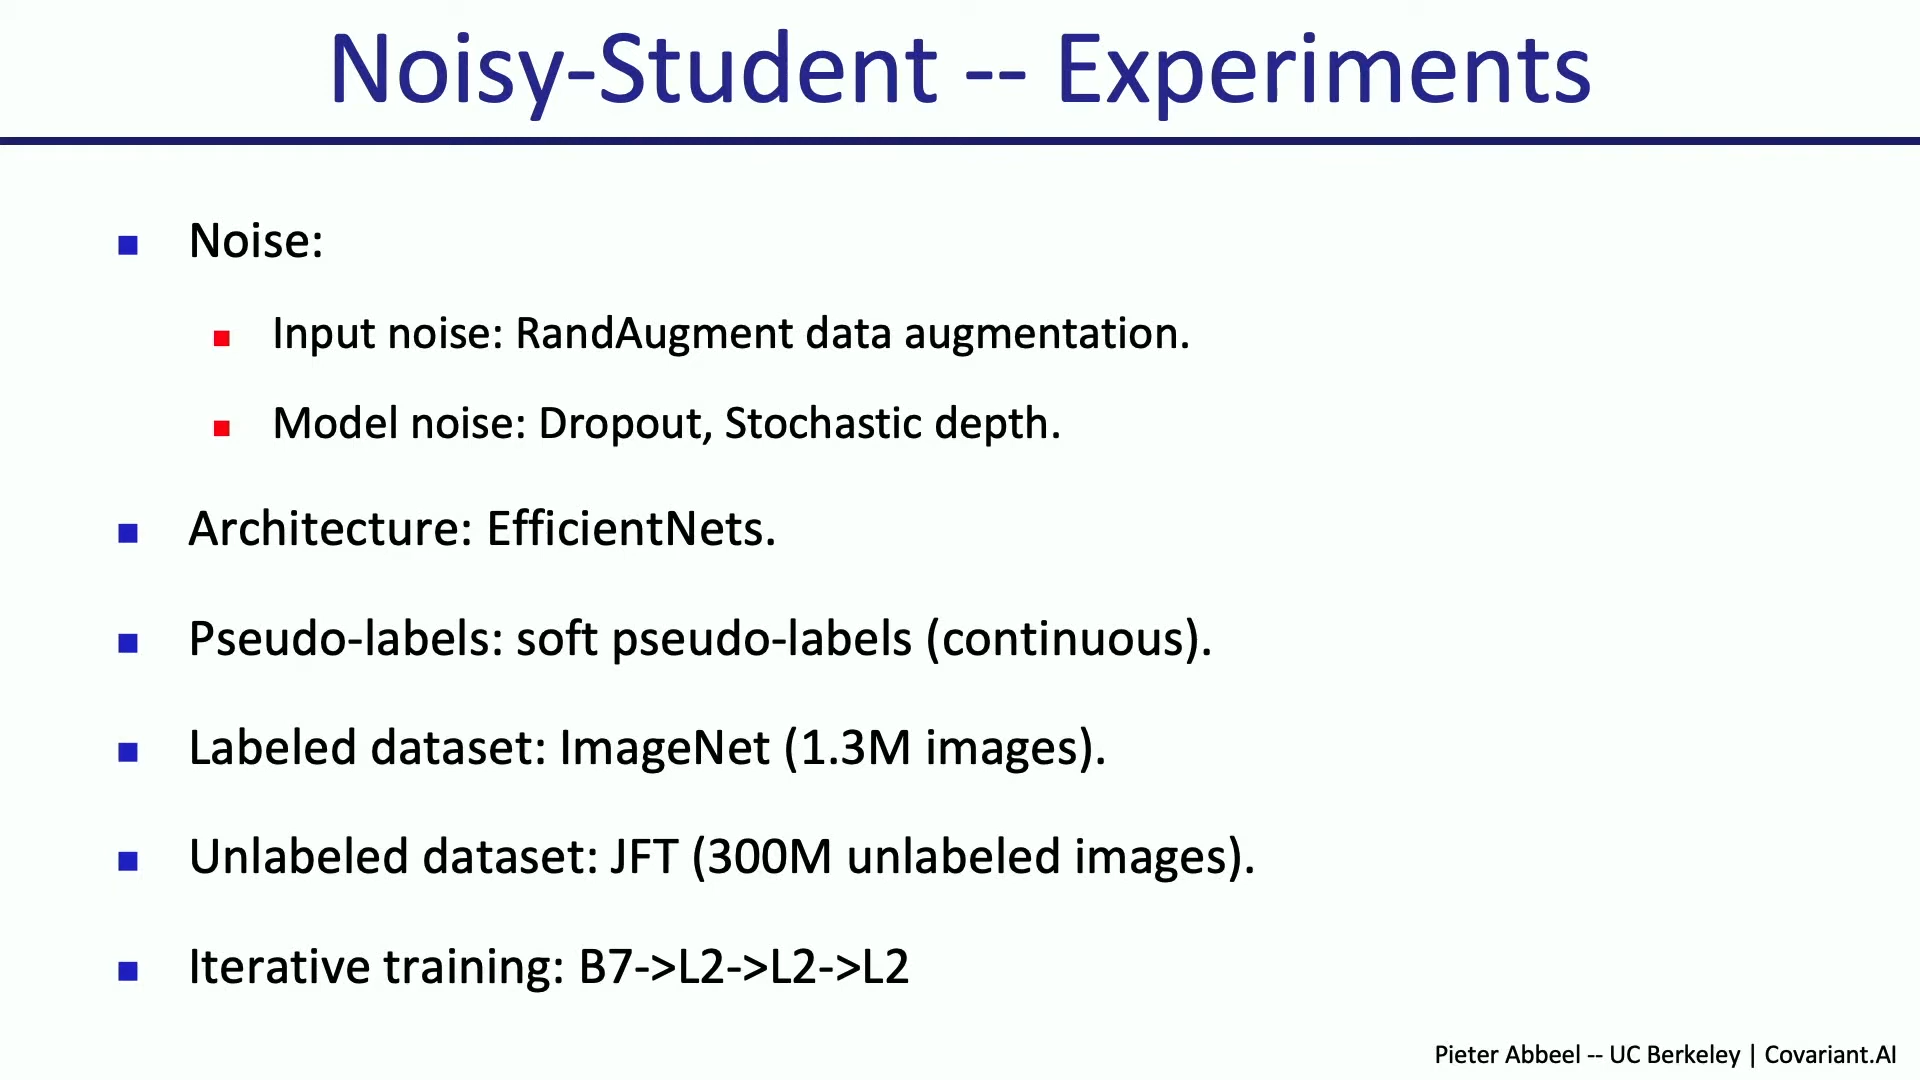 Noisy-Student -- Experiments
Noise:
Input noise: RandAugment data augmentation.
Model noise: Dropout, Stochastic depth.
Architecture: EfficientNets.
Pseudo-labels: soft pseudo-labels (continuous).
Labeled dataset: ImageNet (1.3M images).
Unlabeled dataset: JFT (300M unlabeled images).
Iterative training: B7->L2->L2->L2
Pieter Abbeel -- UC Berkeley | Covariant.AI